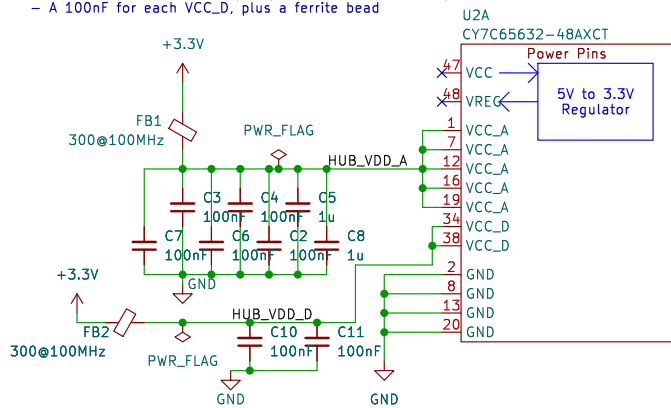 - A 100nF for each VCC_D, plus a ferrite bead
U2A
CY7C65632-48AXCT
Power Pins
+3.3V
47 VCC
5V to 3.3V
Regulator
48 VREG
FB1
300@100MHz
PWR_FLAG
1 VCC_A
7 VCC_A
HUB_VDD_A
12 VCC_A
16 VCC_A
19 VCC_A
C3
100nF
C4
100nF
C5
1u
34 VCC_D
38 VCC_D
C7
100nF
C6
100nF
C2
100nF
C8
1u
GND
+3.3V
2 GND
8 GND
13 GND
20 GND
HUB_VDD_D
FB2
300@100MHz
PWR_FLAG
C10
100nF
C11
100nF
GND
GND